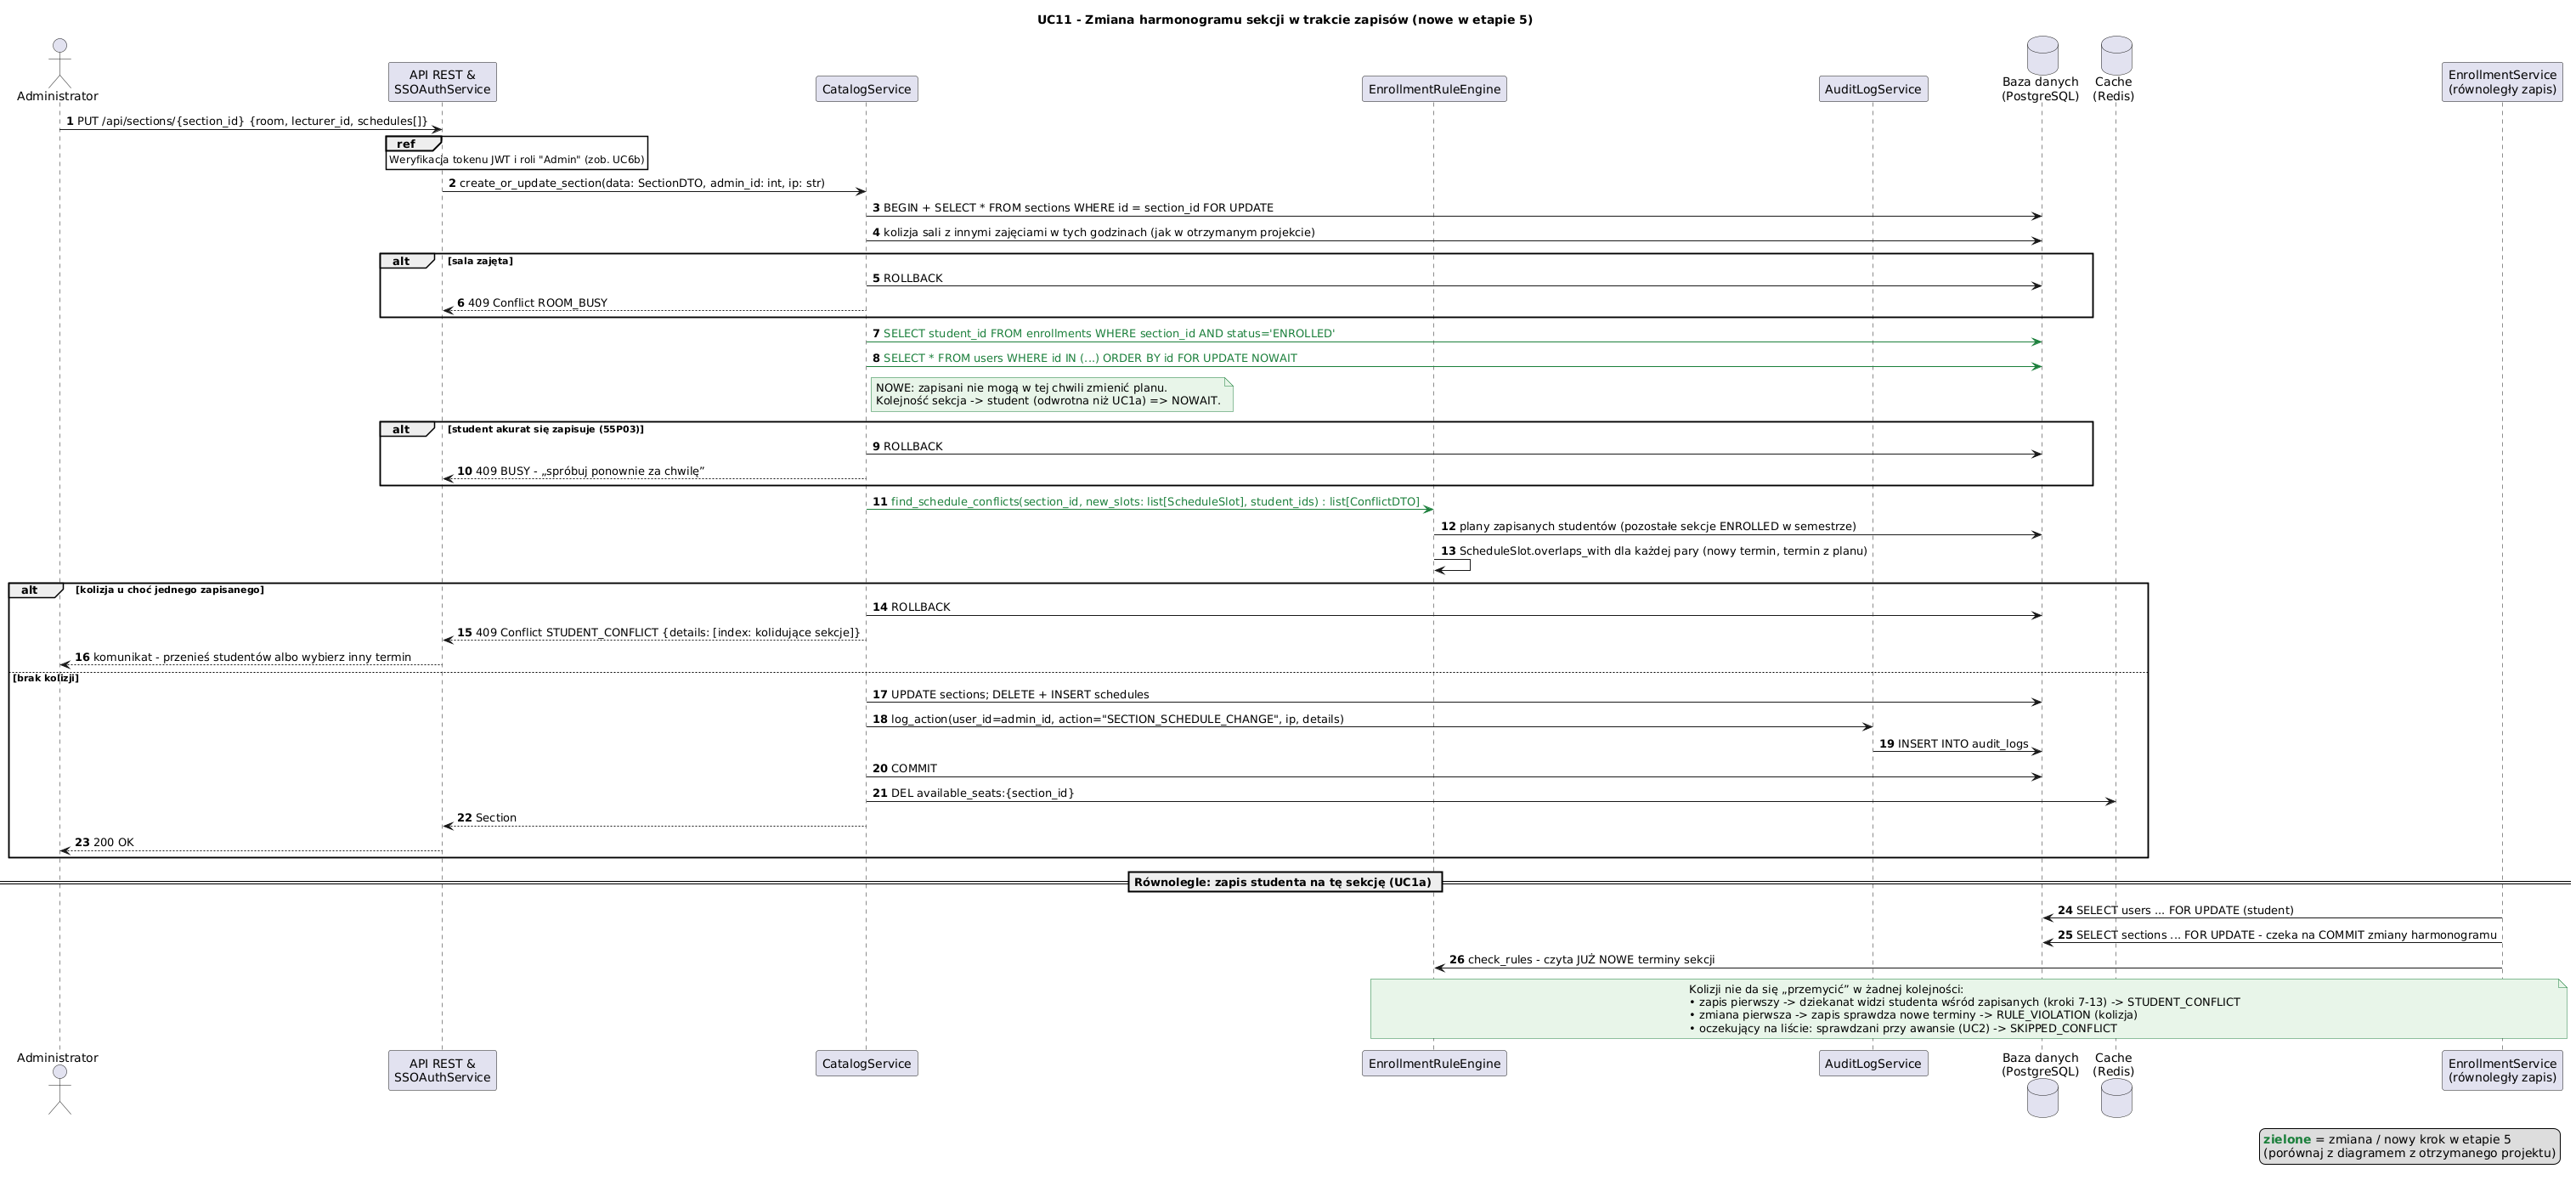 UC11 - Zmiana harmonogramu sekcji w trakcie zapisów (nowe w etapie 5)
Administrator
API REST &
SSOAuthService
CatalogService
EnrollmentRuleEngine
AuditLogService
Baza danych
(PostgreSQL)
Cache
(Redis)
EnrollmentService
(równoległy zapis)
1 PUT /api/sections/{section_id} {room, lecturer_id, schedules[]}
ref
Weryfikacja tokenu JWT i roli "Admin" (zob. UC6b)
2 create_or_update_section(data: SectionDTO, admin_id: int, ip: str)
3 BEGIN + SELECT * FROM sections WHERE id = section_id FOR UPDATE
4 kolizja sali z innymi zajęciami w tych godzinach (jak w otrzymanym projekcie)
alt [sala zajęta]
5 ROLLBACK
6 409 Conflict ROOM_BUSY
7 SELECT student_id FROM enrollments WHERE section_id AND status='ENROLLED'
8 SELECT * FROM users WHERE id IN (...) ORDER BY id FOR UPDATE NOWAIT
NOWE: zapisani nie mogą w tej chwili zmienić planu.
Kolejność sekcja -> student (odwrotna niż UC1a) => NOWAIT.
alt [student akurat się zapisuje (55P03)]
9 ROLLBACK
10 409 BUSY - „spróbuj ponownie za chwilę”
11 find_schedule_conflicts(section_id, new_slots: list[ScheduleSlot], student_ids) : list[ConflictDTO]
12 plany zapisanych studentów (pozostałe sekcje ENROLLED w semestrze)
13 ScheduleSlot.overlaps_with dla każdej pary (nowy termin, termin z planu)
alt [kolizja u choć jednego zapisanego]
14 ROLLBACK
15 409 Conflict STUDENT_CONFLICT {details: [index: kolidujące sekcje]}
16 komunikat - przenieś studentów albo wybierz inny termin
[brak kolizji]
17 UPDATE sections; DELETE + INSERT schedules
18 log_action(user_id=admin_id, action="SECTION_SCHEDULE_CHANGE", ip, details)
19 INSERT INTO audit_logs
20 COMMIT
21 DEL available_seats:{section_id}
22 Section
23 200 OK
Równolegle: zapis studenta na tę sekcję (UC1a)
24 SELECT users ... FOR UPDATE (student)
25 SELECT sections ... FOR UPDATE - czeka na COMMIT zmiany harmonogramu
26 check_rules - czyta JUŻ NOWE terminy sekcji
Kolizji nie da się „przemycić” w żadnej kolejności:
• zapis pierwszy -> dziekanat widzi studenta wśród zapisanych (kroki 7-13) -> STUDENT_CONFLICT
• zmiana pierwsza -> zapis sprawdza nowe terminy -> RULE_VIOLATION (kolizja)
• oczekujący na liście: sprawdzani przy awansie (UC2) -> SKIPPED_CONFLICT
Administrator
API REST &
SSOAuthService
CatalogService
EnrollmentRuleEngine
AuditLogService
Baza danych
(PostgreSQL)
Cache
(Redis)
EnrollmentService
(równoległy zapis)
zielone = zmiana / nowy krok w etapie 5
(porównaj z diagramem z otrzymanego projektu)